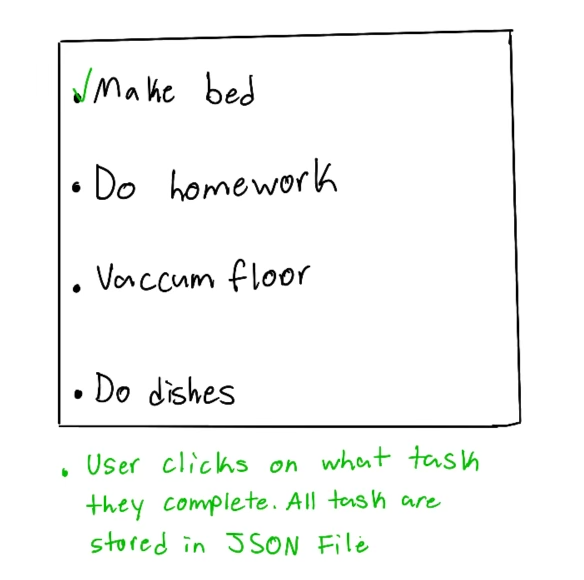 Make bed
• Do homework
• Vaccum floor
• Do dishes
• User clicks on what task
they complete. All task are
stored in JSON File